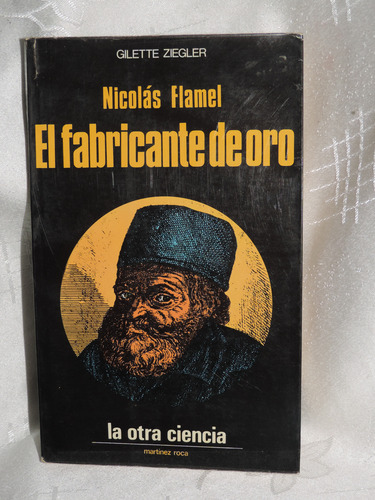 GILETTE ZIEGLER
Nicolás Flamel
El fabricante de oro
la otra ciencia
martínez roca